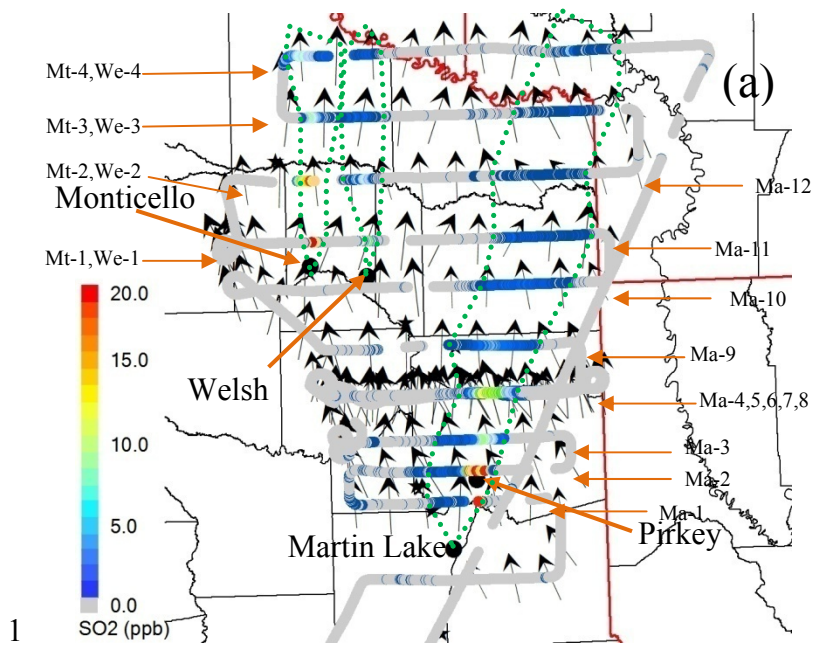 (a)
Mt-4,We-4
Mt-3,We-3
Mt-2,We-2
Monticello
Mt-1,We-1
Ma-12
Ma-11
Ma-10
Ma-9
Welsh
Ma-4,5,6,7,8
Ma-3
Ma-2
Ma-1
Pirkey
Martin Lake
20.0
15.0
10.0
5.0
0.0
SO2 (ppb)
1